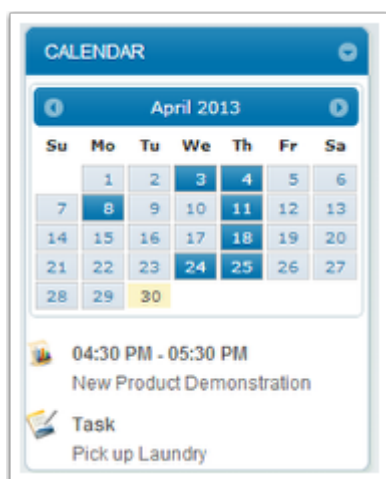 CALENDAR
April 2013
Su Mo Tu We Th Fr Sa
1 2 3 4 5 6
7 8 9 10 11 12 13
14 15 16 17 18 19 20
21 22 23 24 25 26 27
28 29 30
04:30 PM - 05:30 PM
New Product Demonstration
Task
Pick up Laundry